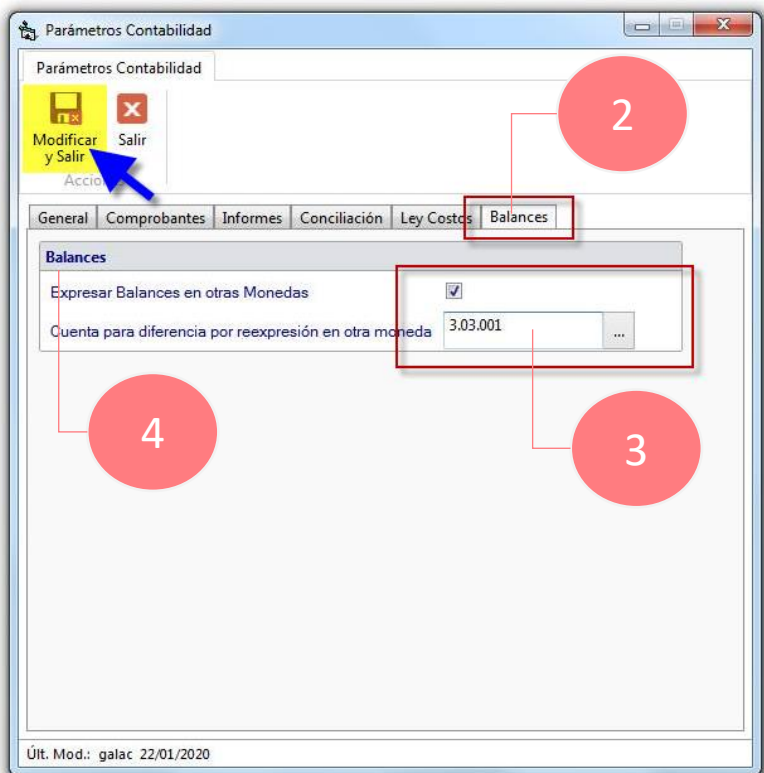 Parámetros Contabilidad
Parámetros Contabilidad
Modificar y Salir
Salir
2
General Comprobantes Informes Conciliación Ley Costos Balances
Balances
Expresar Balances en otras Monedas
Cuenta para diferencia por reexpresión en otra moneda 3.03.001 ...
4
3
Últ. Mod.: galac 22/01/2020